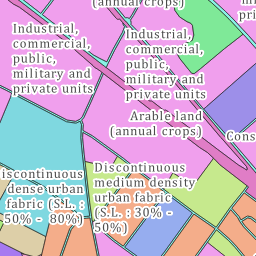 (annual crops)
Industrial,
commercial,
public,
military and
private units
Industrial,
commercial,
public,
military and
private units
Arable land
(annual crops)
Cons
iscontinuous
dense urban
fabric (S.L. :
50% - 80%)
Discontinuous
medium density
urban fabric
(S.L. : 30% -
50%)